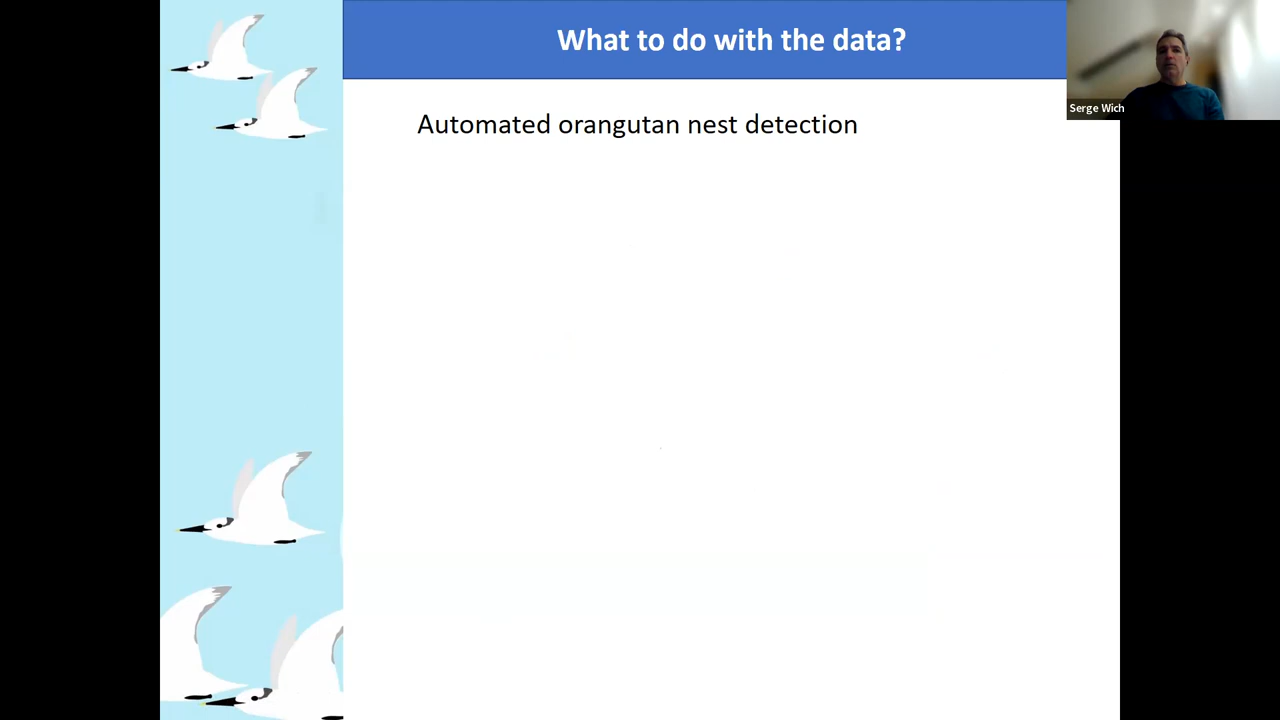 What to do with the data?
Serge Wich
Automated orangutan nest detection